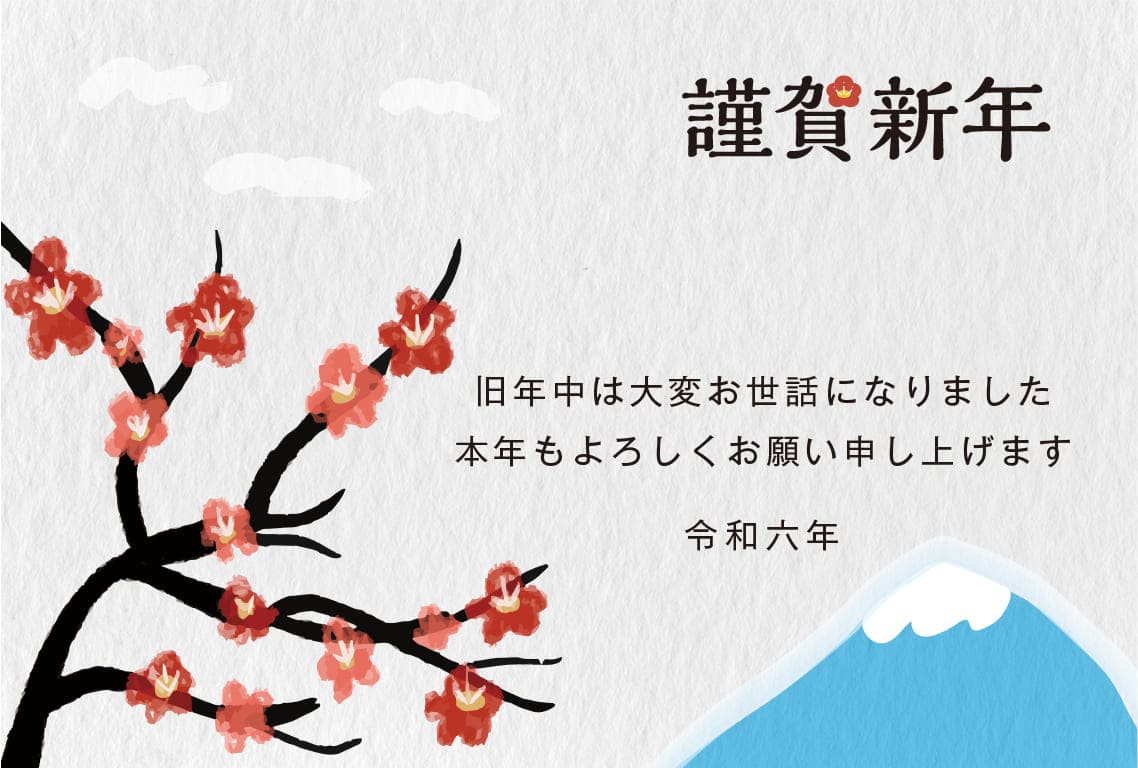 謹賀新年
旧年中は大変お世話になりました
本年もよろしくお願い申し上げます
令和六年